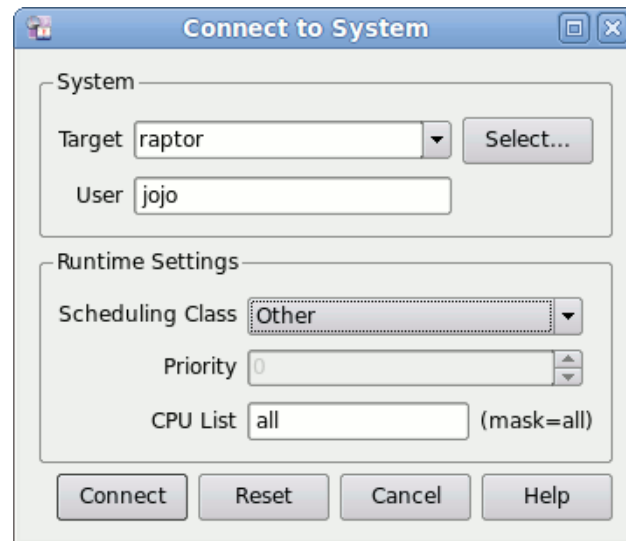 Connect to System
System
Target raptor Select...
User jojo
Runtime Settings
Scheduling Class Other
Priority 0
CPU List all (mask=all)
Connect Reset Cancel Help